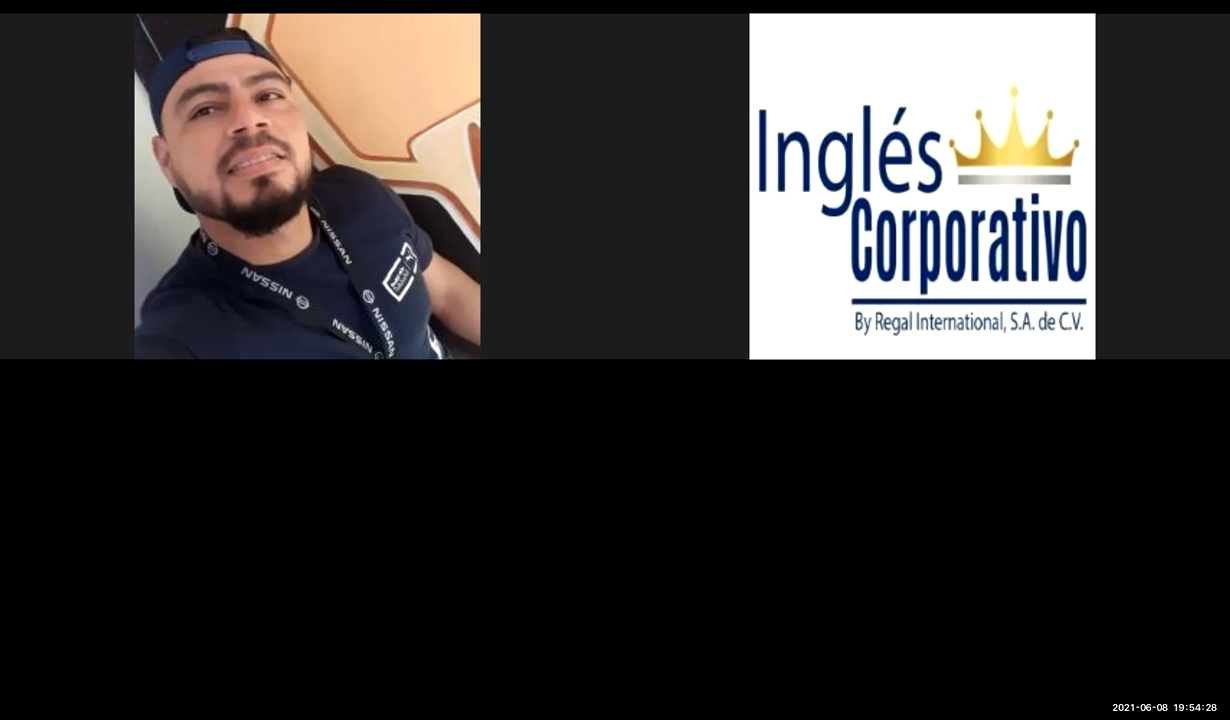 NISSAN
NISSAN
NISSAN
NISSAN
Inglés
Corporativo
By Regal International, S.A. de C.V.
2021-06-08 19:54:28